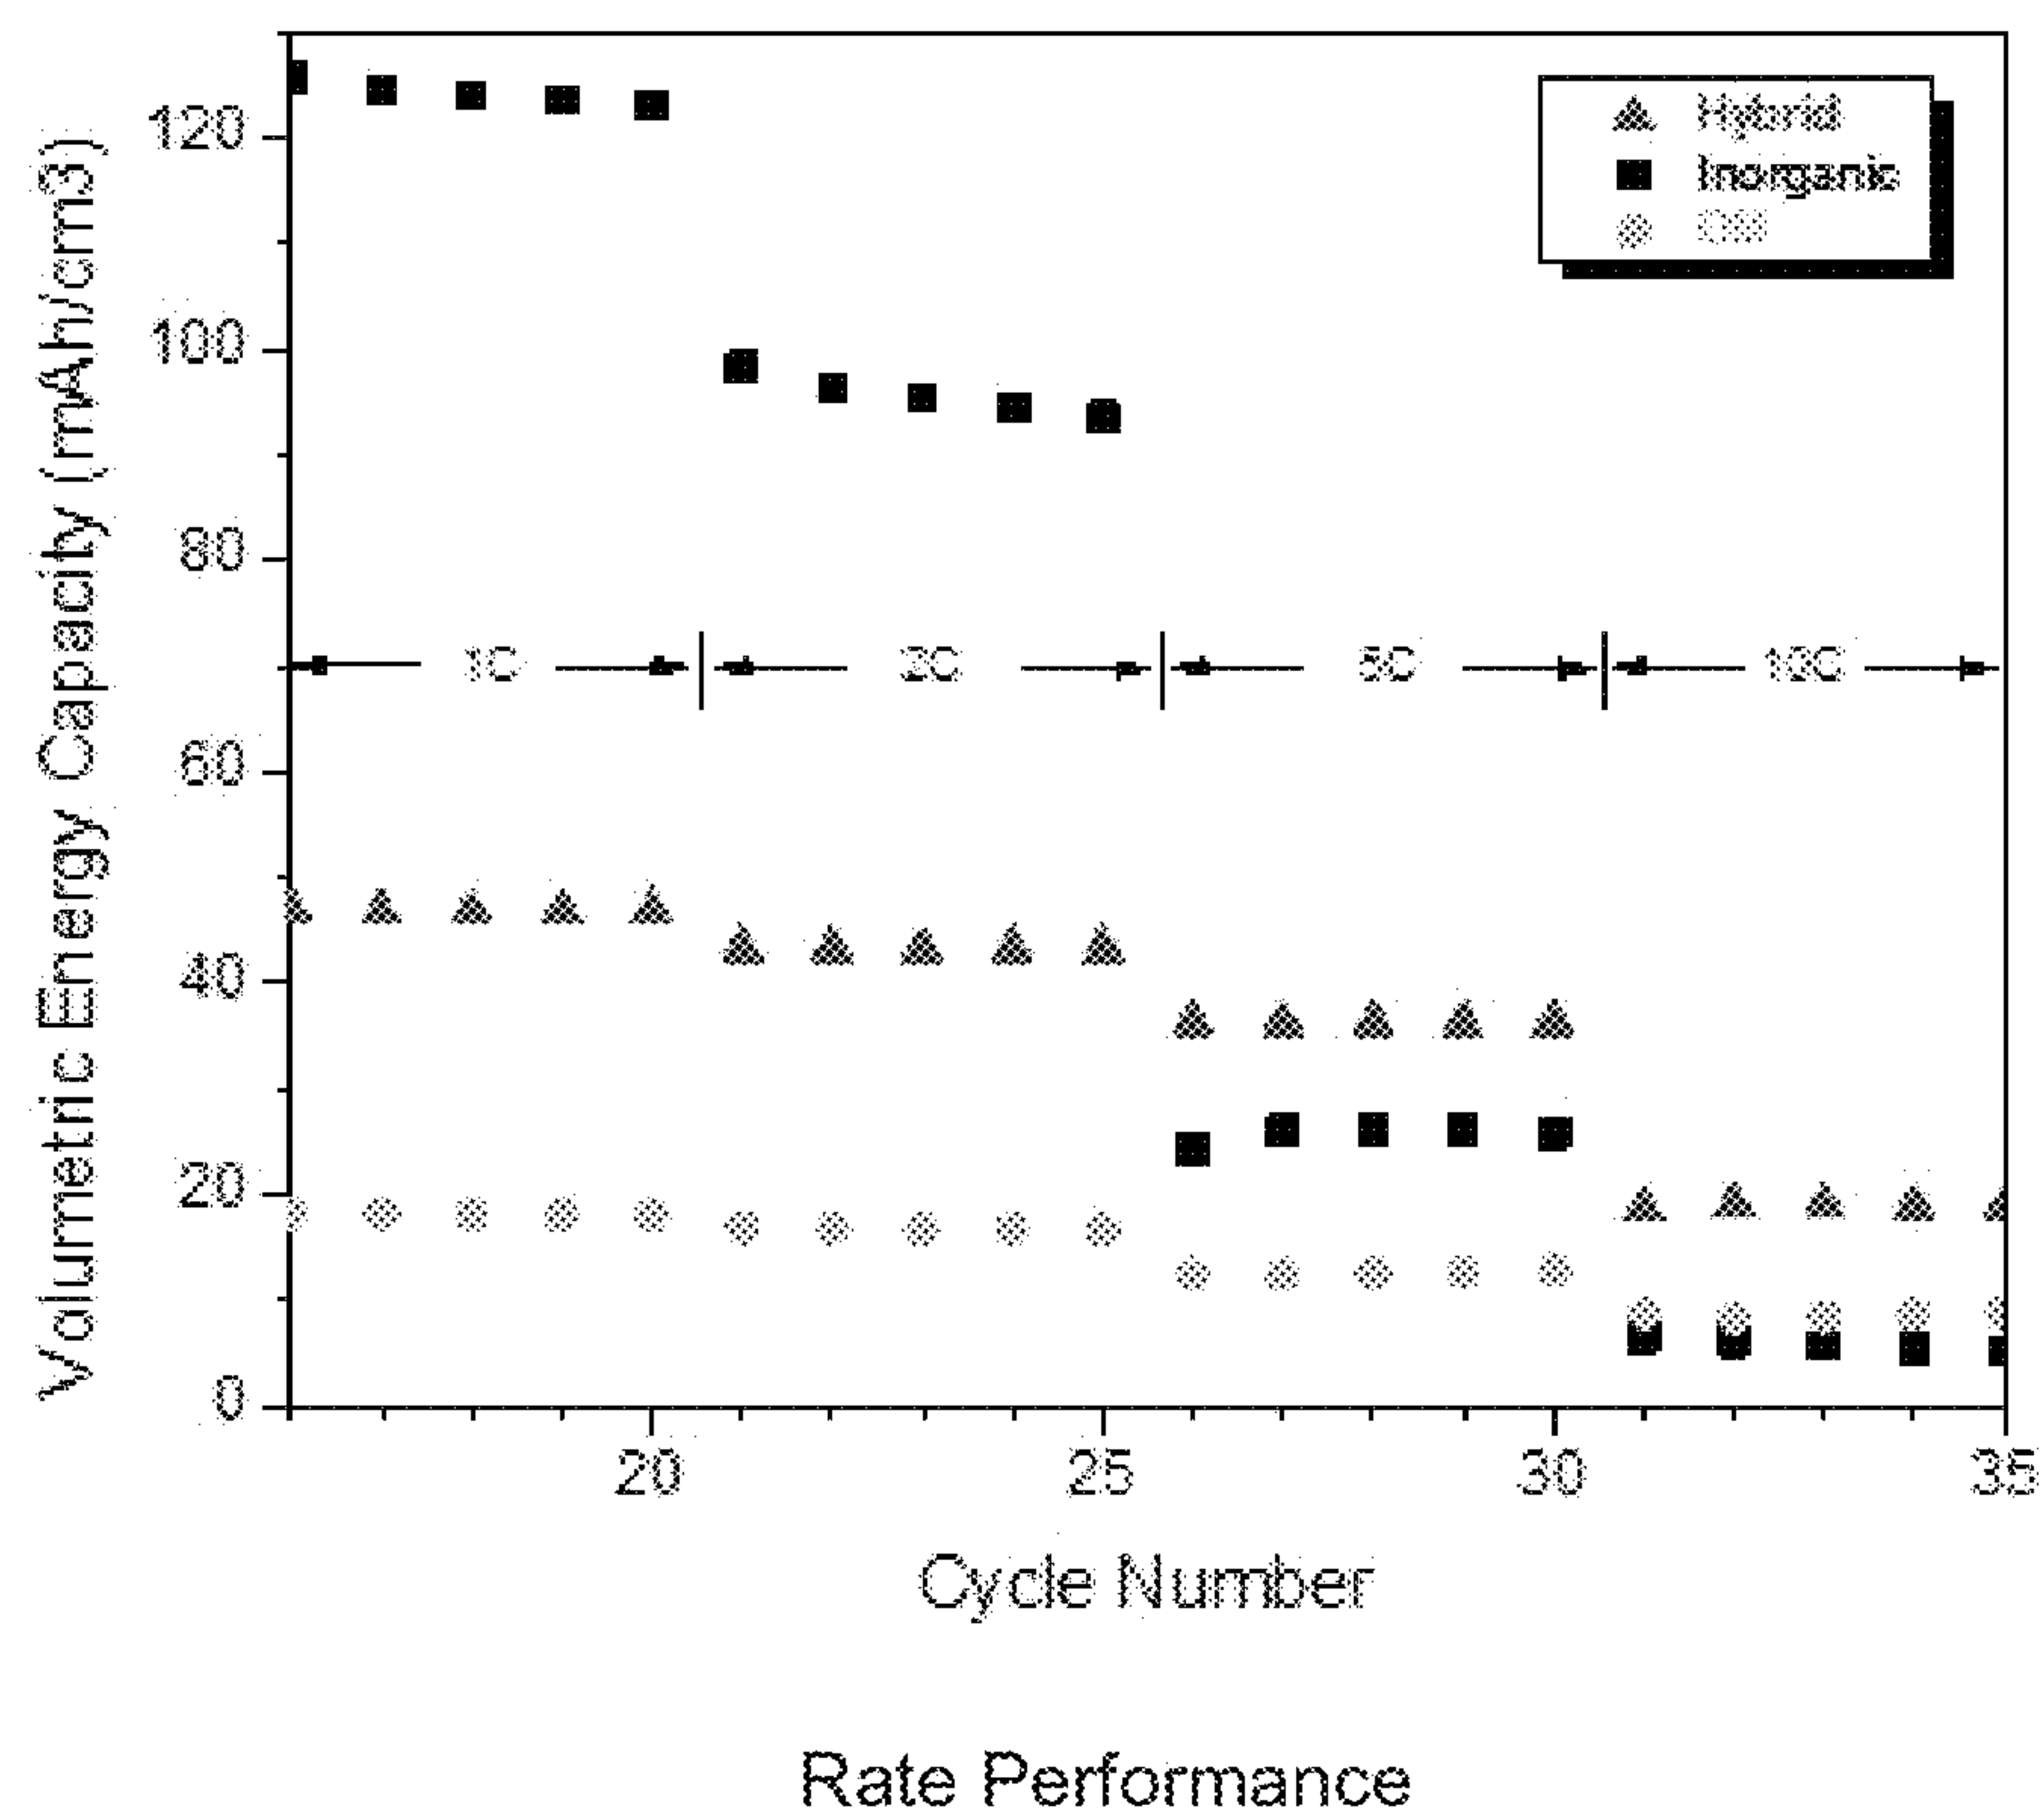 Volumetric Energy Capacity (mAh/cm3)
120
100
80
60
40
20
0
Hybrid
Inorganic
1C
2C
5C
10C
20
25
30
35
Cycle Number
Rate Performance